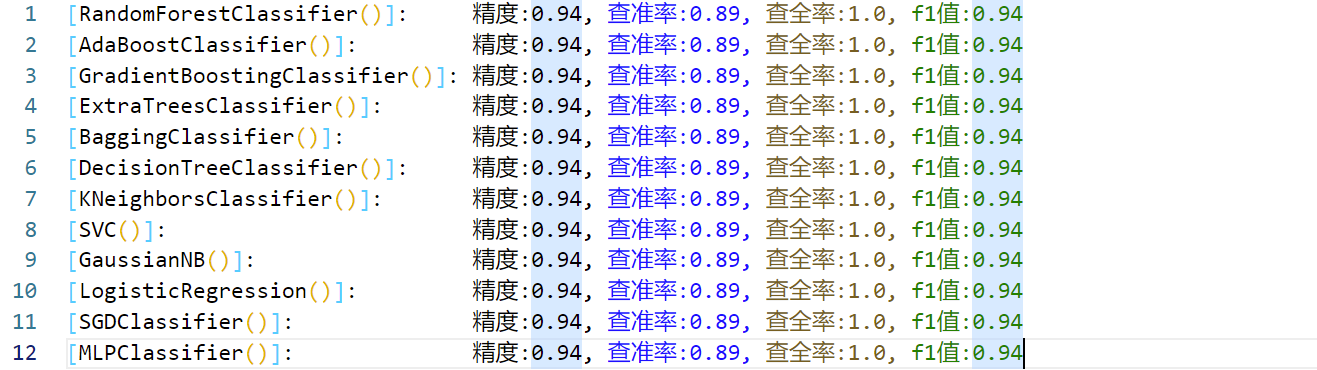 1 [RandomForestClassifier()]: 精度:0.94, 查准率:0.89, 查全率:1.0, f1值:0.94
2 [AdaBoostClassifier()]: 精度:0.94, 查准率:0.89, 查全率:1.0, f1值:0.94
3 [GradientBoostingClassifier()]: 精度:0.94, 查准率:0.89, 查全率:1.0, f1值:0.94
4 [ExtraTreesClassifier()]: 精度:0.94, 查准率:0.89, 查全率:1.0, f1值:0.94
5 [BaggingClassifier()]: 精度:0.94, 查准率:0.89, 查全率:1.0, f1值:0.94
6 [DecisionTreeClassifier()]: 精度:0.94, 查准率:0.89, 查全率:1.0, f1值:0.94
7 [KNeighborsClassifier()]: 精度:0.94, 查准率:0.89, 查全率:1.0, f1值:0.94
8 [SVC()]: 精度:0.94, 查准率:0.89, 查全率:1.0, f1值:0.94
9 [GaussianNB()]: 精度:0.94, 查准率:0.89, 查全率:1.0, f1值:0.94
10 [LogisticRegression()]: 精度:0.94, 查准率:0.89, 查全率:1.0, f1值:0.94
11 [SGDClassifier()]: 精度:0.94, 查准率:0.89, 查全率:1.0, f1值:0.94
12 [MLPClassifier()]: 精度:0.94, 查准率:0.89, 查全率:1.0, f1值:0.94